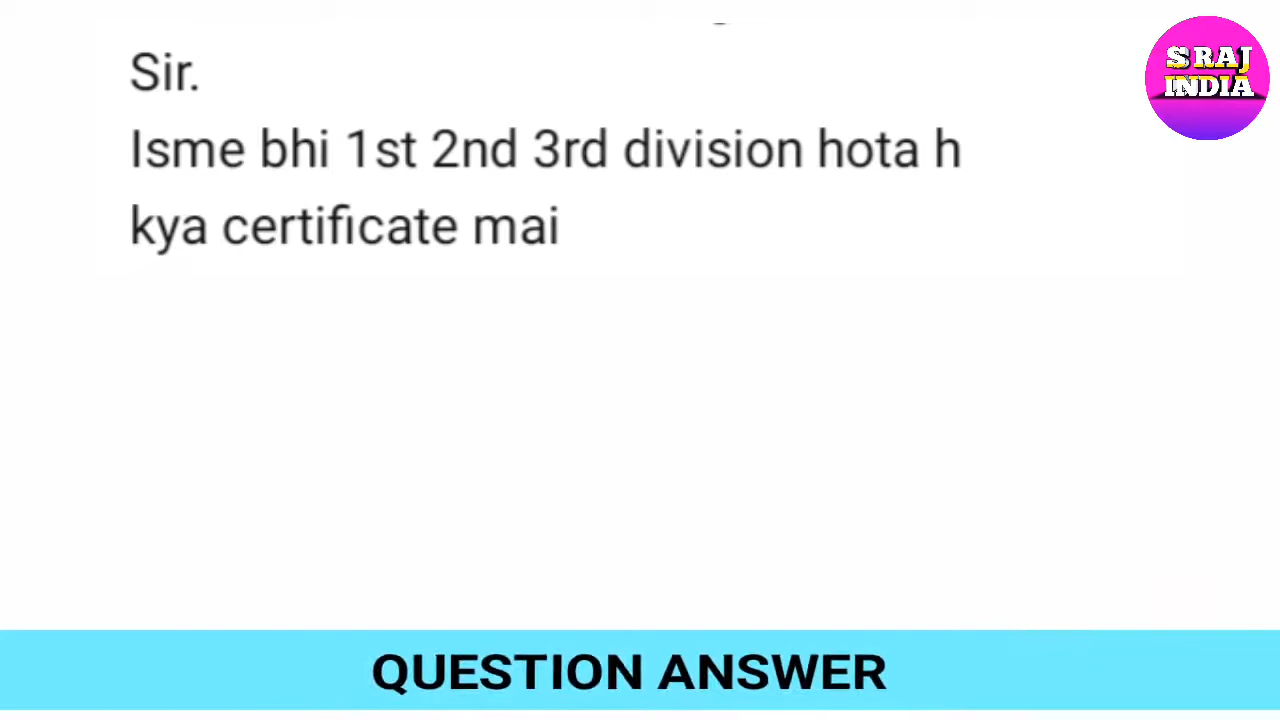 S RAJ
INDIA
Sir.
Isme bhi 1st 2nd 3rd division hota h
kya certificate mai
QUESTION ANSWER